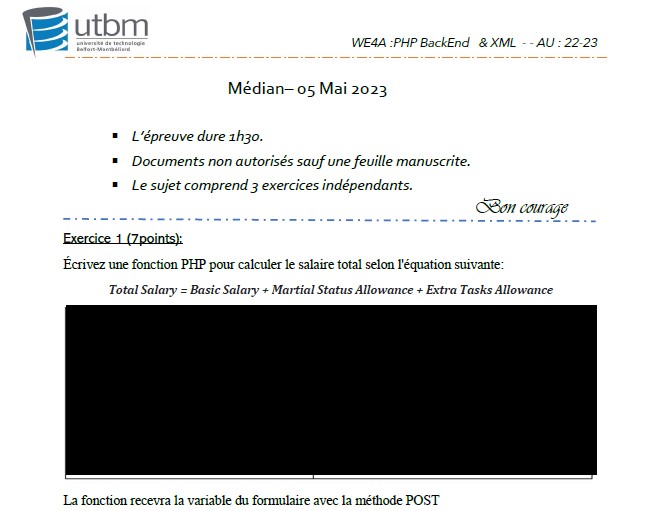 utbm
université de technologie
Belfort-Montbéliard
WE4A :PHP BackEnd & XML - - AU : 22-23
Médian– 05 Mai 2023
▪ L'épreuve dure 1h30.
▪ Documents non autorisés sauf une feuille manuscrite.
▪ Le sujet comprend 3 exercices indépendants.
Bon courage
Exercice 1 (7points):
Écrivez une fonction PHP pour calculer le salaire total selon l'équation suivante:
Total Salary = Basic Salary + Martial Status Allowance + Extra Tasks Allowance
La fonction recevra la variable du formulaire avec la méthode POST